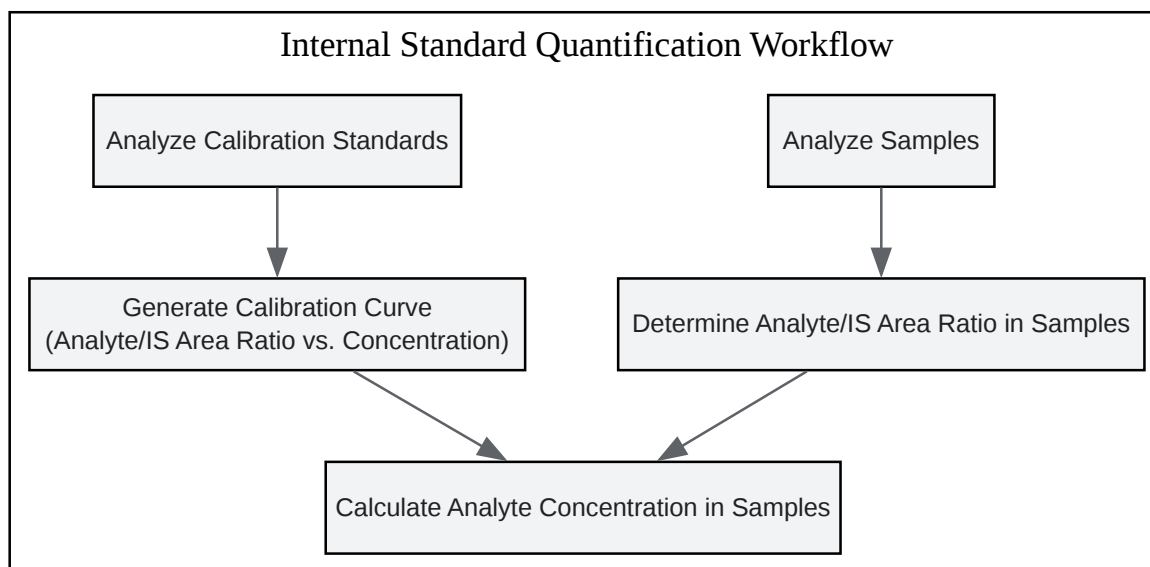 Internal Standard Quantification Workflow
Analyze Calibration Standards
Analyze Samples
Generate Calibration Curve
(Analyte/IS Area Ratio vs. Concentration)
Determine Analyte/IS Area Ratio in Samples
Calculate Analyte Concentration in Samples